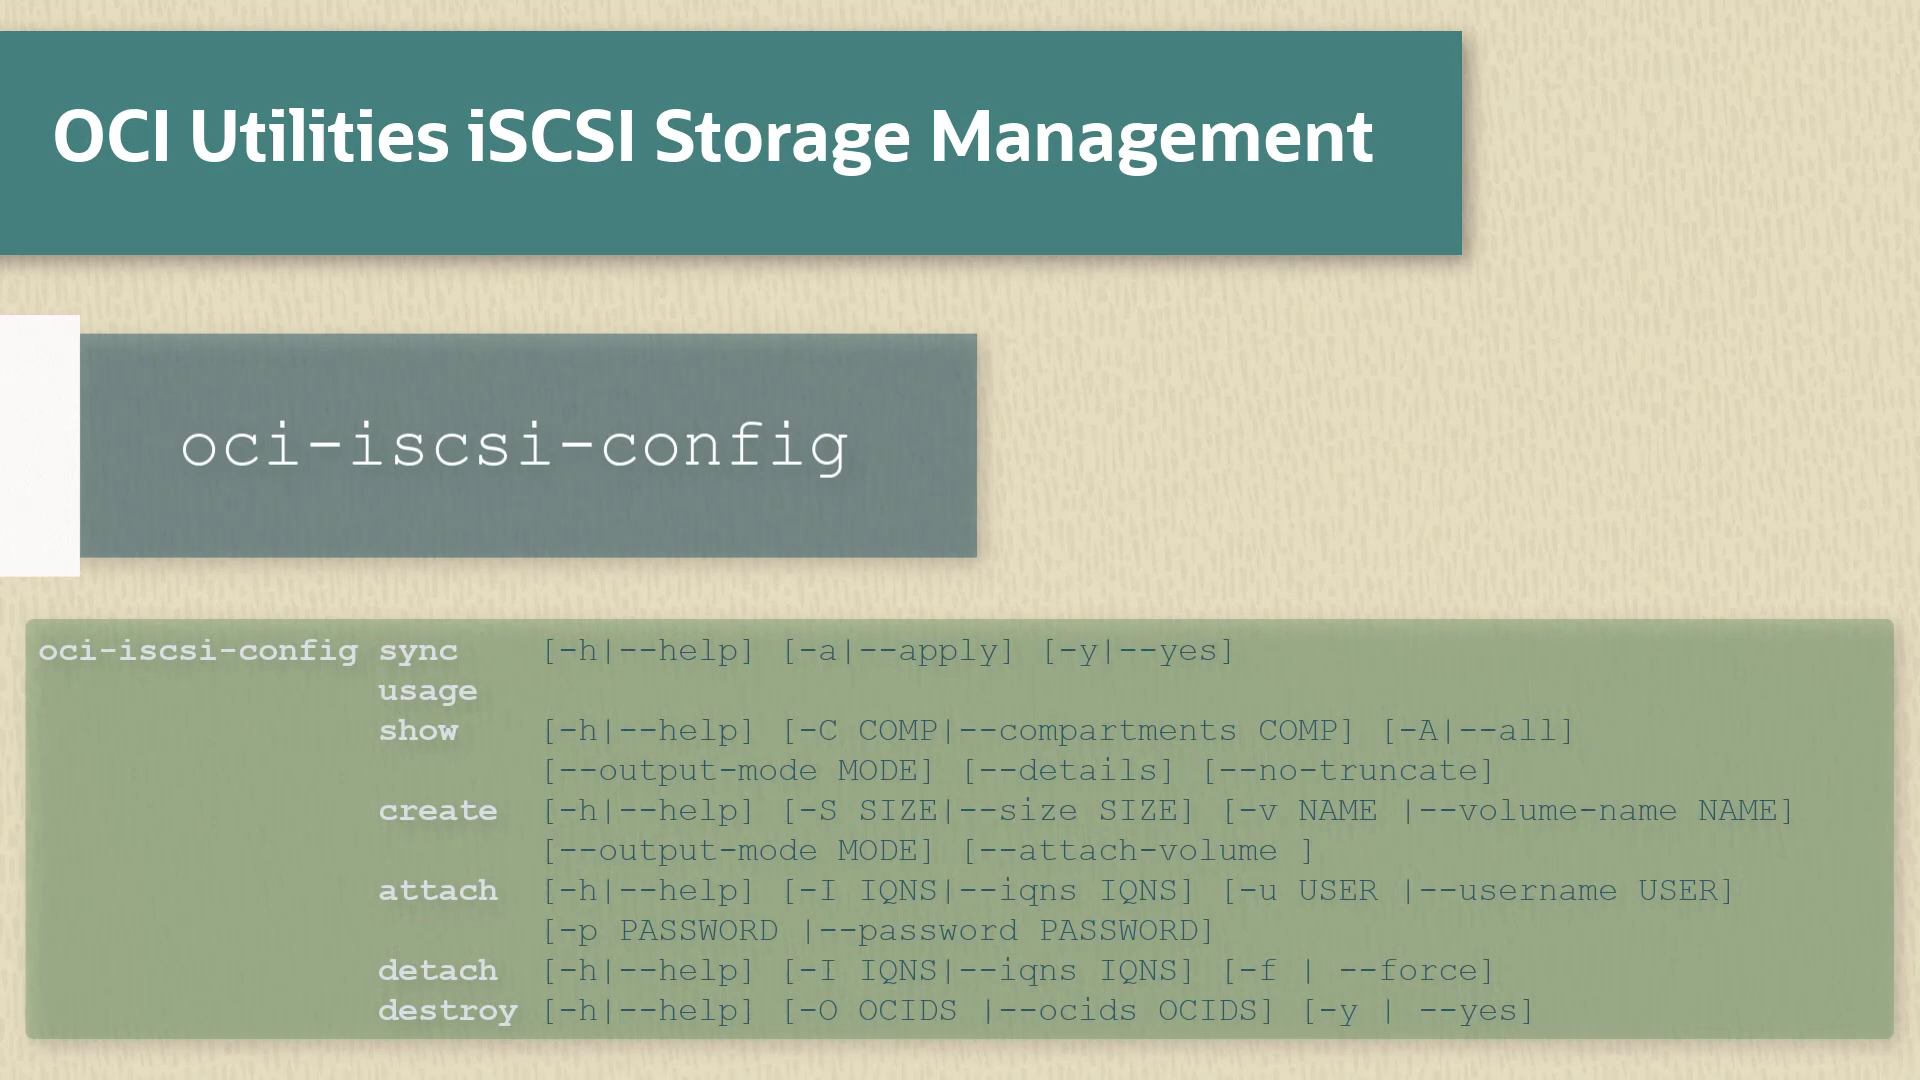 OCI Utilities iSCSI Storage Management
oci-iscsi-config
oci-iscsi-config sync [-h|--help] [-a|--apply] [-y|--yes]
usage
show [-h|--help] [-C COMP|--compartments COMP] [-A|--all]
[--output-mode MODE] [--details] [--no-truncate]
create [-h|--help] [-S SIZE|--size SIZE] [-v NAME |--volume-name NAME]
[--output-mode MODE] [--attach-volume ]
attach [-h|--help] [-I IQNS|--iqns IQNS] [-u USER |--username USER]
[-p PASSWORD |--password PASSWORD]
detach [-h|--help] [-I IQNS|--iqns IQNS] [-f | --force]
destroy [-h|--help] [-O OCIDS |--ocids OCIDS] [-y | --yes]